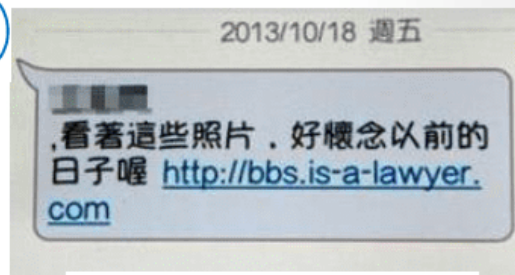 2013/10/18 週五
,看著這些照片,好懷念以前的
日子喔 http://bbs.is-a-lawyer.
com